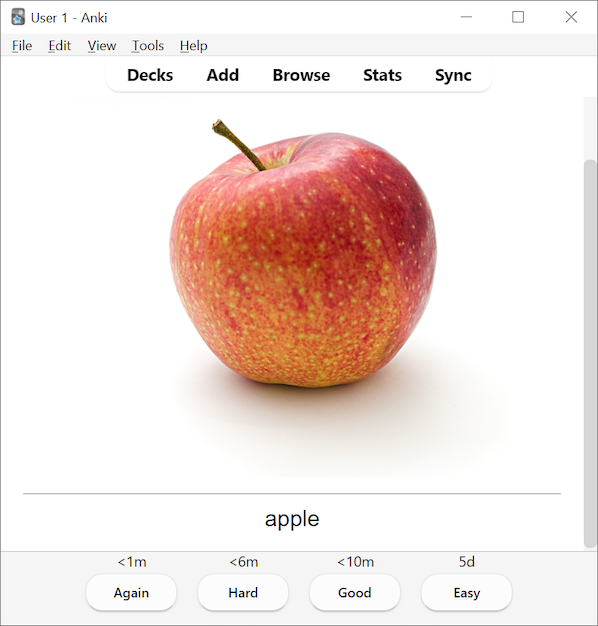 User 1 - Anki
File Edit View Tools Help
Decks Add Browse Stats Sync
apple
<1m <6m <10m 5d
Again Hard Good Easy